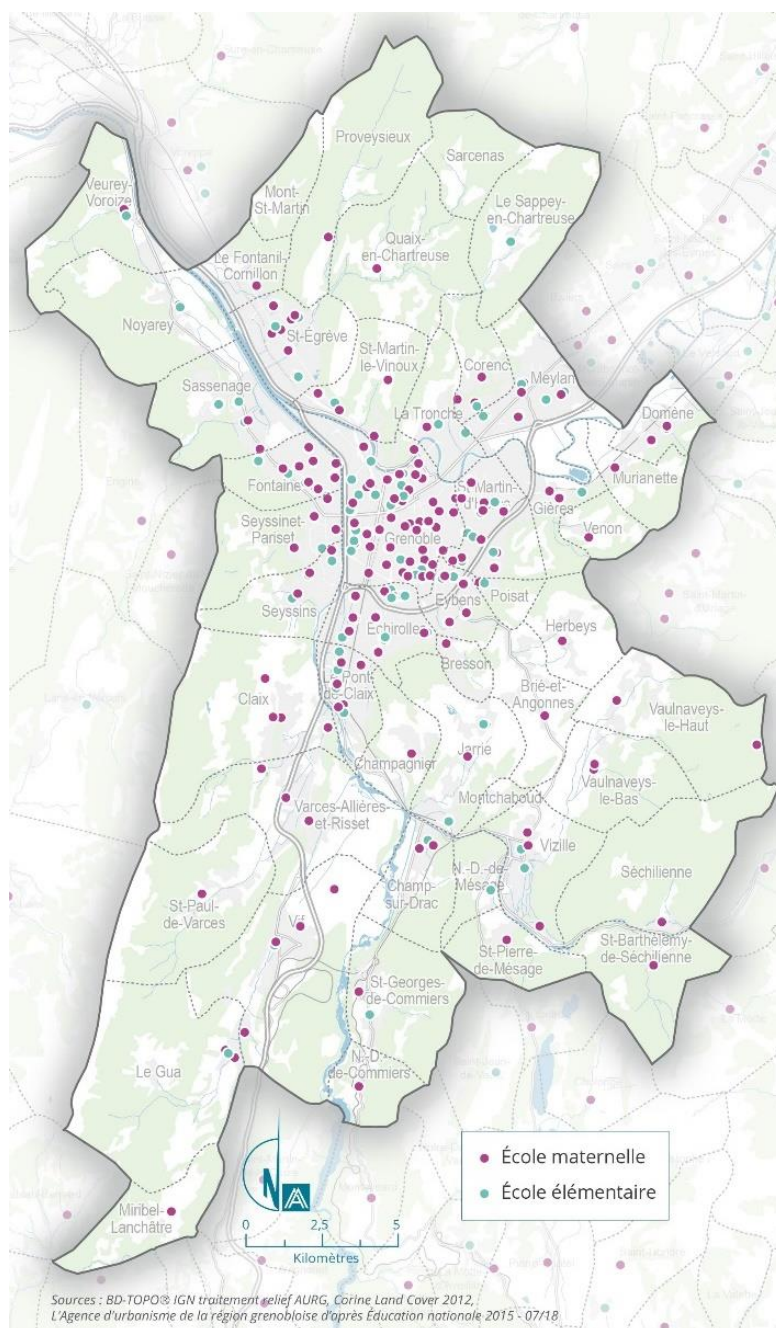 Proveysieux
Sarcenas
Veurey-
Voroize
Mont-
St-Martin
Le Sappey-
en-Chartreuse
Quaix-
en-Chartreuse
Le Fontanil-
Cornillon
Noyarey
St-Égrève
St-Martin-
le-Vinoux
Corenc
Meylan
Sassenage
La Tronche
Domène
Murianette
Fontaine
St-Martin-
Gières
Seyssinet-
Pariset
Grenoble
Venon
Seyssins
Eybens
Poisat
Echirolles
Herbeys
Bresson
Le Pont-
de-Claix
Claix
Brié-et-
Angonnes
Vaulnaveys-
le-Haut
Champagnier
Jarrie
Vaulnaveys-
le-Bas
Montchaboud
Varces-Allières-
et-Risset
Vizille
N.-D.-de-
Mésage
Séchilienne
Champ-
sur-Drac
St-Paul-
de-Varces
Vif
St-Pierre-
de-Mésage
St-Barthélemy-
de-Séchilienne
St-Georges-
de-Commiers
Le Gua
N.-D.
de-Commiers
Miribel-
Lanchâtre
N
École maternelle
École élémentaire
0 2,5 5
Kilomètres
Sources : BD-TOPO® IGN traitement relief AURG, Corine Land Cover 2012,
L'Agence d'urbanisme de la région grenobloise d'après Éducation nationale 2015 - 07/18